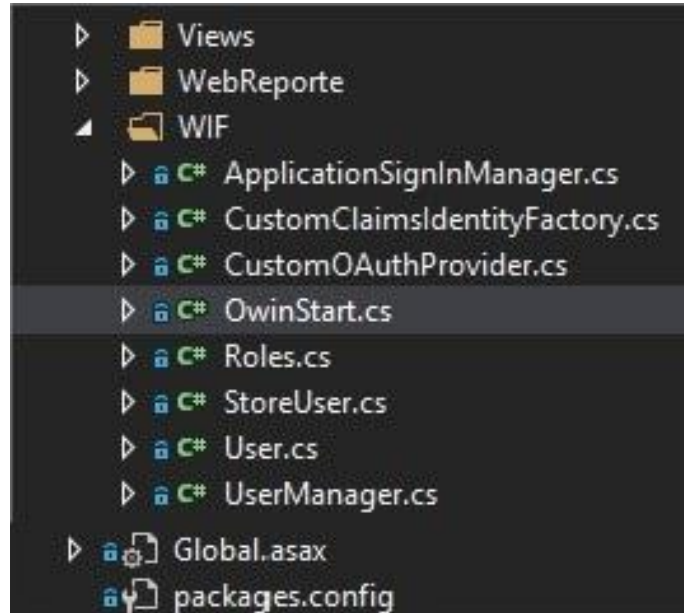 Views
WebReporte
WIF
C# ApplicationSignInManager.cs
C# CustomClaimsIdentityFactory.cs
C# CustomOAuthProvider.cs
C# OwinStart.cs
C# Roles.cs
C# StoreUser.cs
C# User.cs
C# UserManager.cs
Global.asax
packages.config